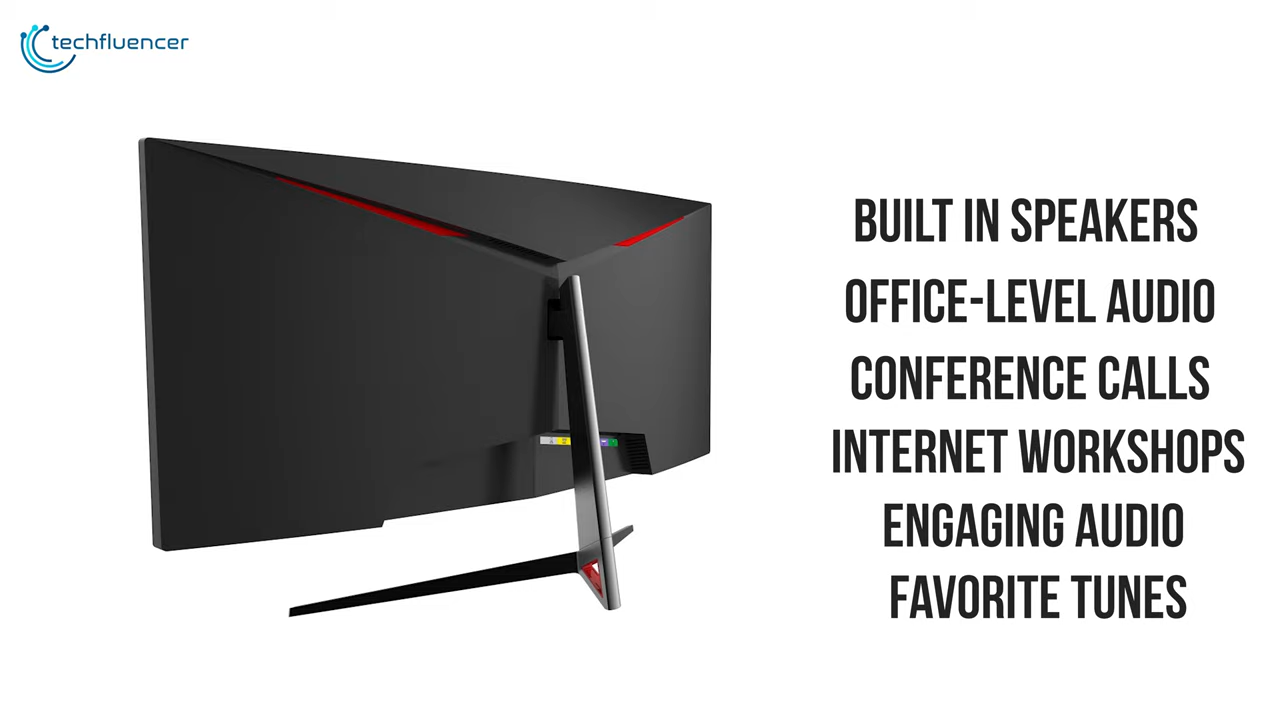 techfluencer
BUILT IN SPEAKERS
OFFICE-LEVEL AUDIO
CONFERENCE CALLS
INTERNET WORKSHOPS
ENGAGING AUDIO
FAVORITE TUNES